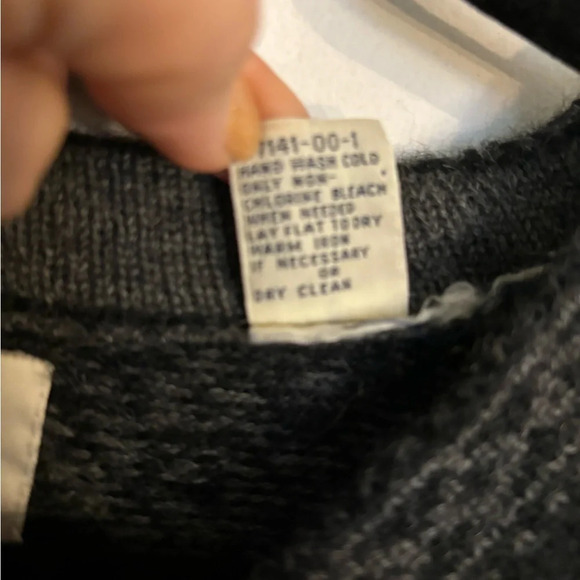 7141-00-1
HAND WASH COLD
ONLY NON-
CHLORINE BLEACH
WHEN NEEDED
LAY FLAT TO DRY
WARM IRON
IF NECESSARY
OR
DRY CLEAN